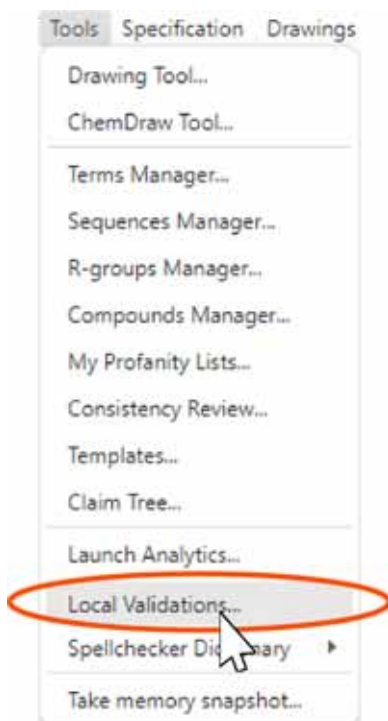 Tools Specification Drawings
Drawing Tool...
ChemDraw Tool...
Terms Manager...
Sequences Manager...
R-groups Manager...
Compounds Manager...
My Profanity Lists...
Consistency Review...
Templates...
Claim Tree...
Launch Analytics...
Local Validations...
Spellchecker
Take memory snapshot...